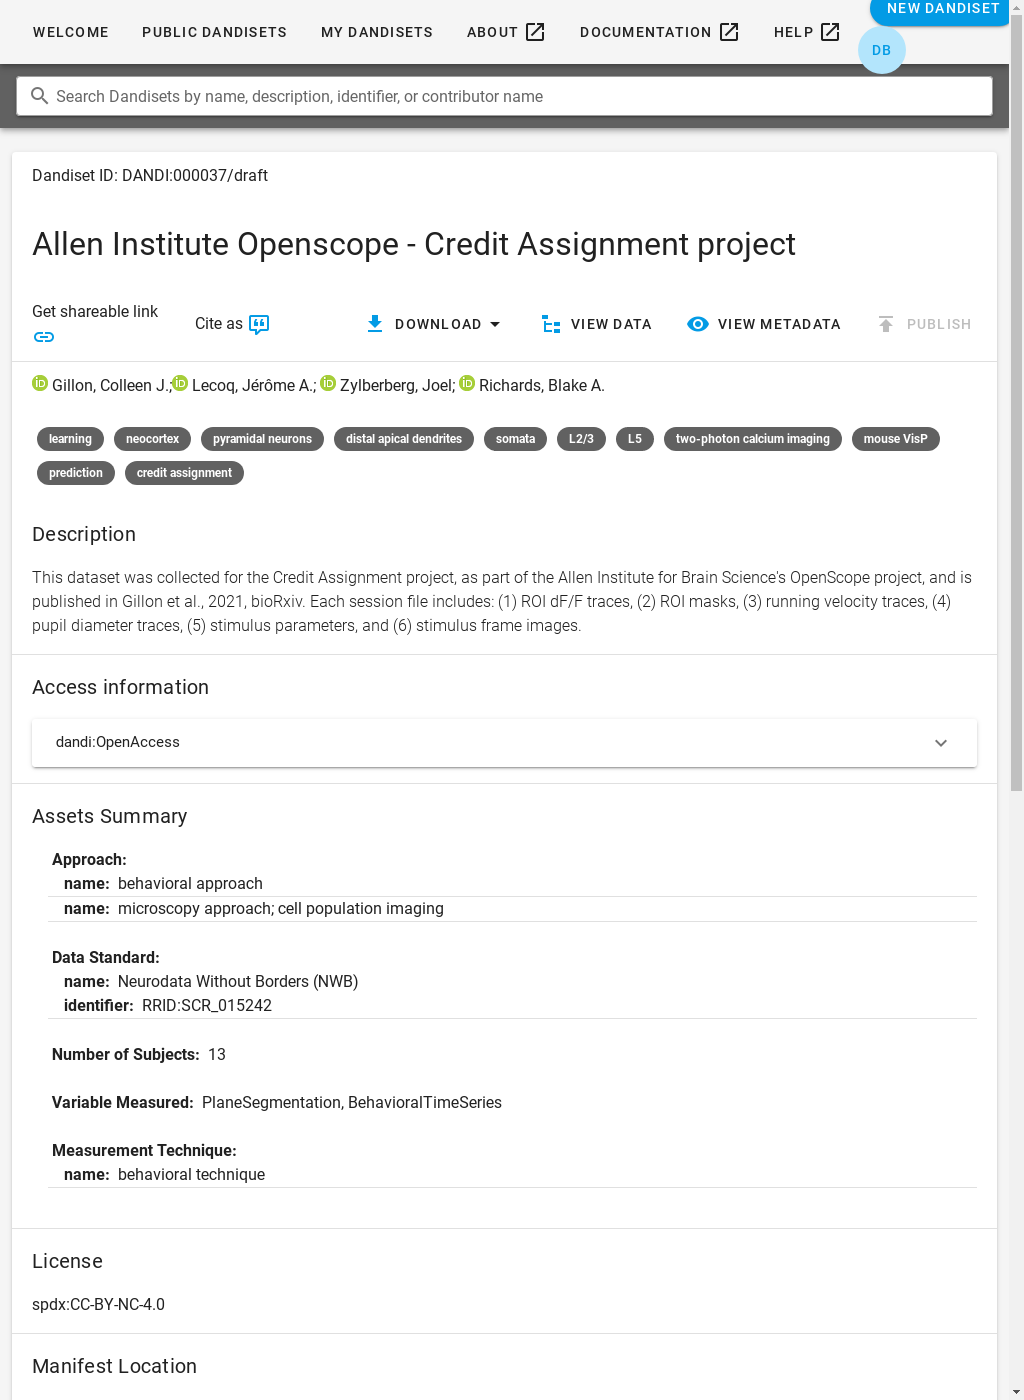 WELCOME PUBLIC DANDISETS MY DANDISETS ABOUT DOCUMENTATION HELP NEW DANDISET
DB
Search Dandisets by name, description, identifier, or contributor name
Dandiset ID: DANDI:000037/draft
Allen Institute Openscope - Credit Assignment project
Get shareable link
Cite as DOWNLOAD VIEW DATA VIEW METADATA PUBLISH
iD Gillon, Colleen J.; iD Lecoq, Jérôme A.; iD Zylberberg, Joel; iD Richards, Blake A.
learning neocortex pyramidal neurons distal apical dendrites somata L2/3 L5 two-photon calcium imaging mouse VisP
prediction credit assignment
Description
This dataset was collected for the Credit Assignment project, as part of the Allen Institute for Brain Science's OpenScope project, and is
published in Gillon et al., 2021, bioRxiv. Each session file includes: (1) ROI dF/F traces, (2) ROI masks, (3) running velocity traces, (4)
pupil diameter traces, (5) stimulus parameters, and (6) stimulus frame images.
Access information
dandi:OpenAccess
Assets Summary
Approach:
name: behavioral approach
name: microscopy approach; cell population imaging
Data Standard:
name: Neurodata Without Borders (NWB)
identifier: RRID:SCR_015242
Number of Subjects: 13
Variable Measured: PlaneSegmentation, BehavioralTimeSeries
Measurement Technique:
name: behavioral technique
License
spdx:CC-BY-NC-4.0
Manifest Location